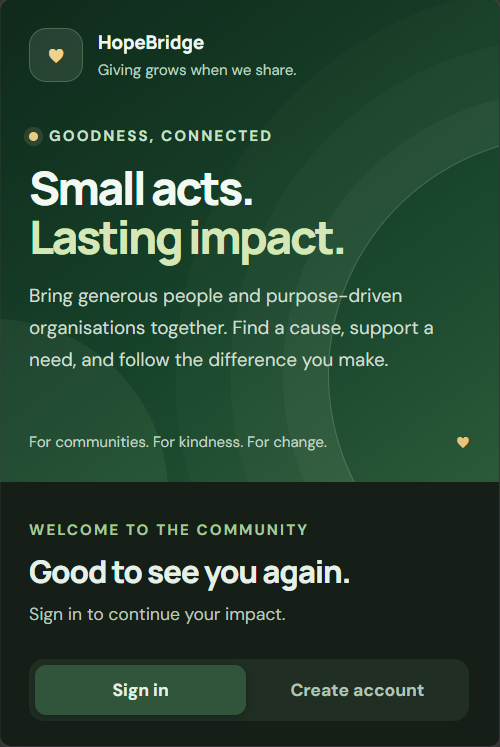 HopeBridge
Giving grows when we share.
GOODNESS, CONNECTED
Small acts.
Lasting impact.
Bring generous people and purpose-driven
organisations together. Find a cause, support a
need, and follow the difference you make.
For communities. For kindness. For change.
WELCOME TO THE COMMUNITY
Good to see you again.
Sign in to continue your impact.
Sign in
Create account